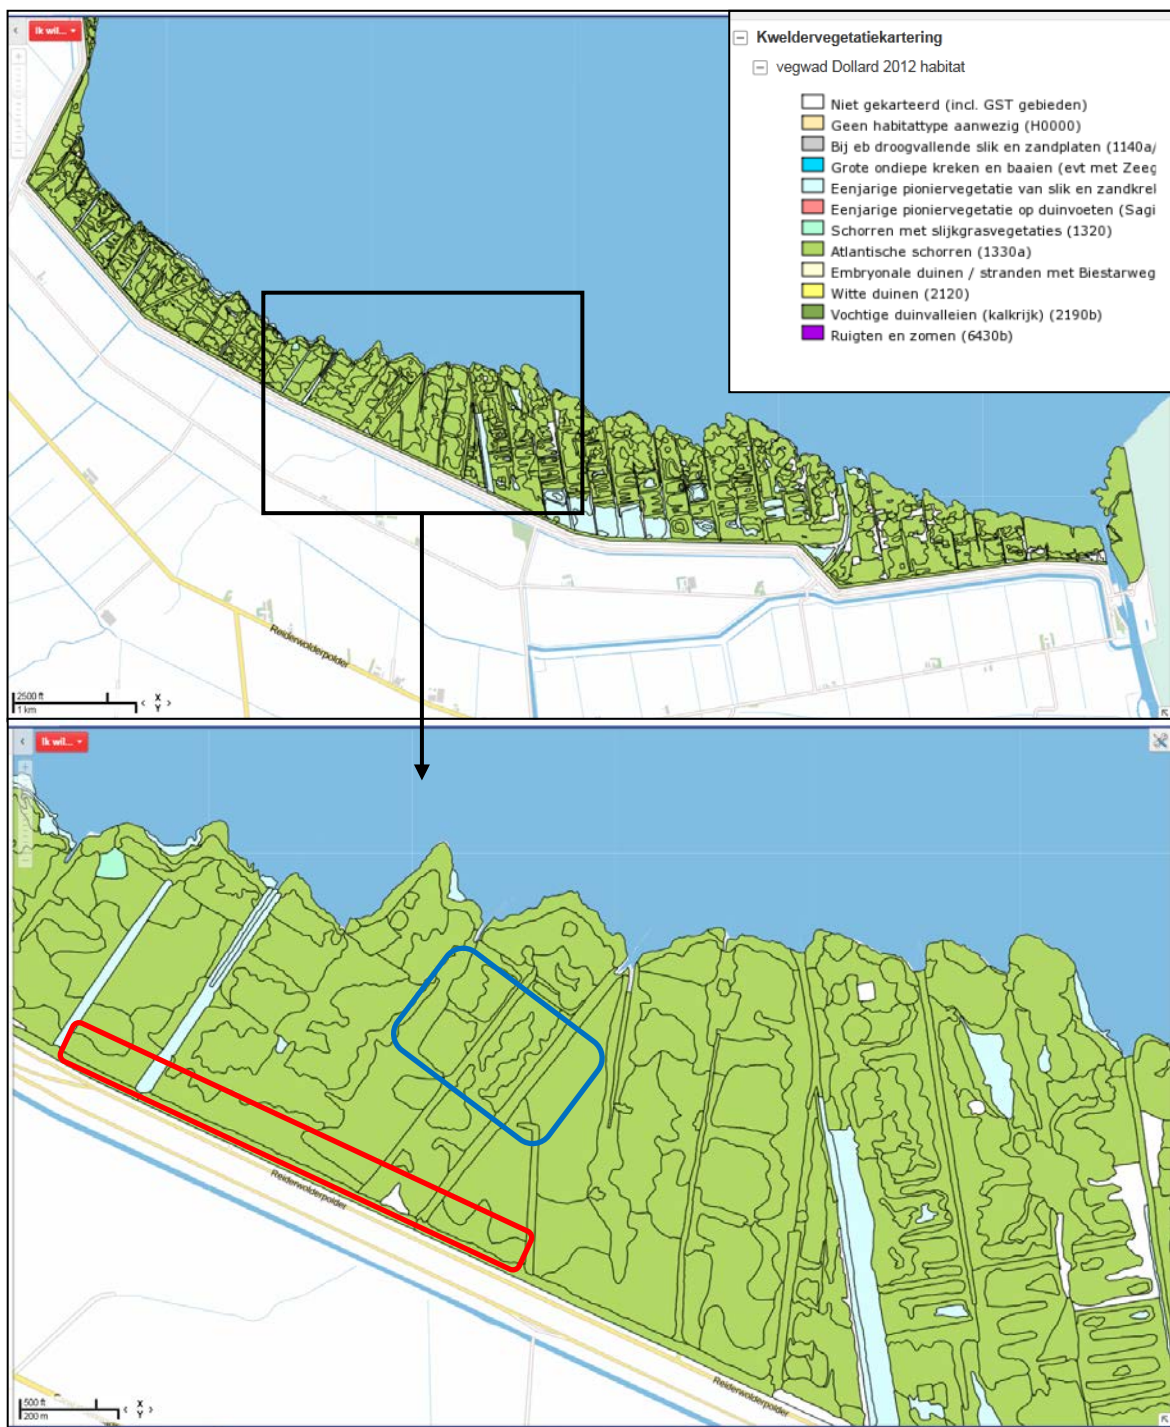 Ik wil...
Kweldervegetatiekartering
vegwad Dollard 2012 habitat
Niet gekarteerd (incl. GST gebieden)
Geen habitattype aanwezig (H0000)
Bij eb droogvallende slik en zandplaten (1140a/
Grote ondiepe kreken en baaien (evt met Zeeg
Eenjarige pioniervegetatie van slik en zandkrel
Eenjarige pioniervegetatie op duinvoeten (Sagi
Schorren met slijkgrasvegetaties (1320)
Atlantische schorren (1330a)
Embryonale duinen / stranden met Biestarweg
Witte duinen (2120)
Vochtige duinvalleien (kalkrijk) (2190b)
Ruigten en zomen (6430b)
Reiderwolderpolder
2500 ft
1 km
X
Y
Ik wil...
Reiderwolderpolder
Reiderwolderpolder
500 ft
200 m
X
Y